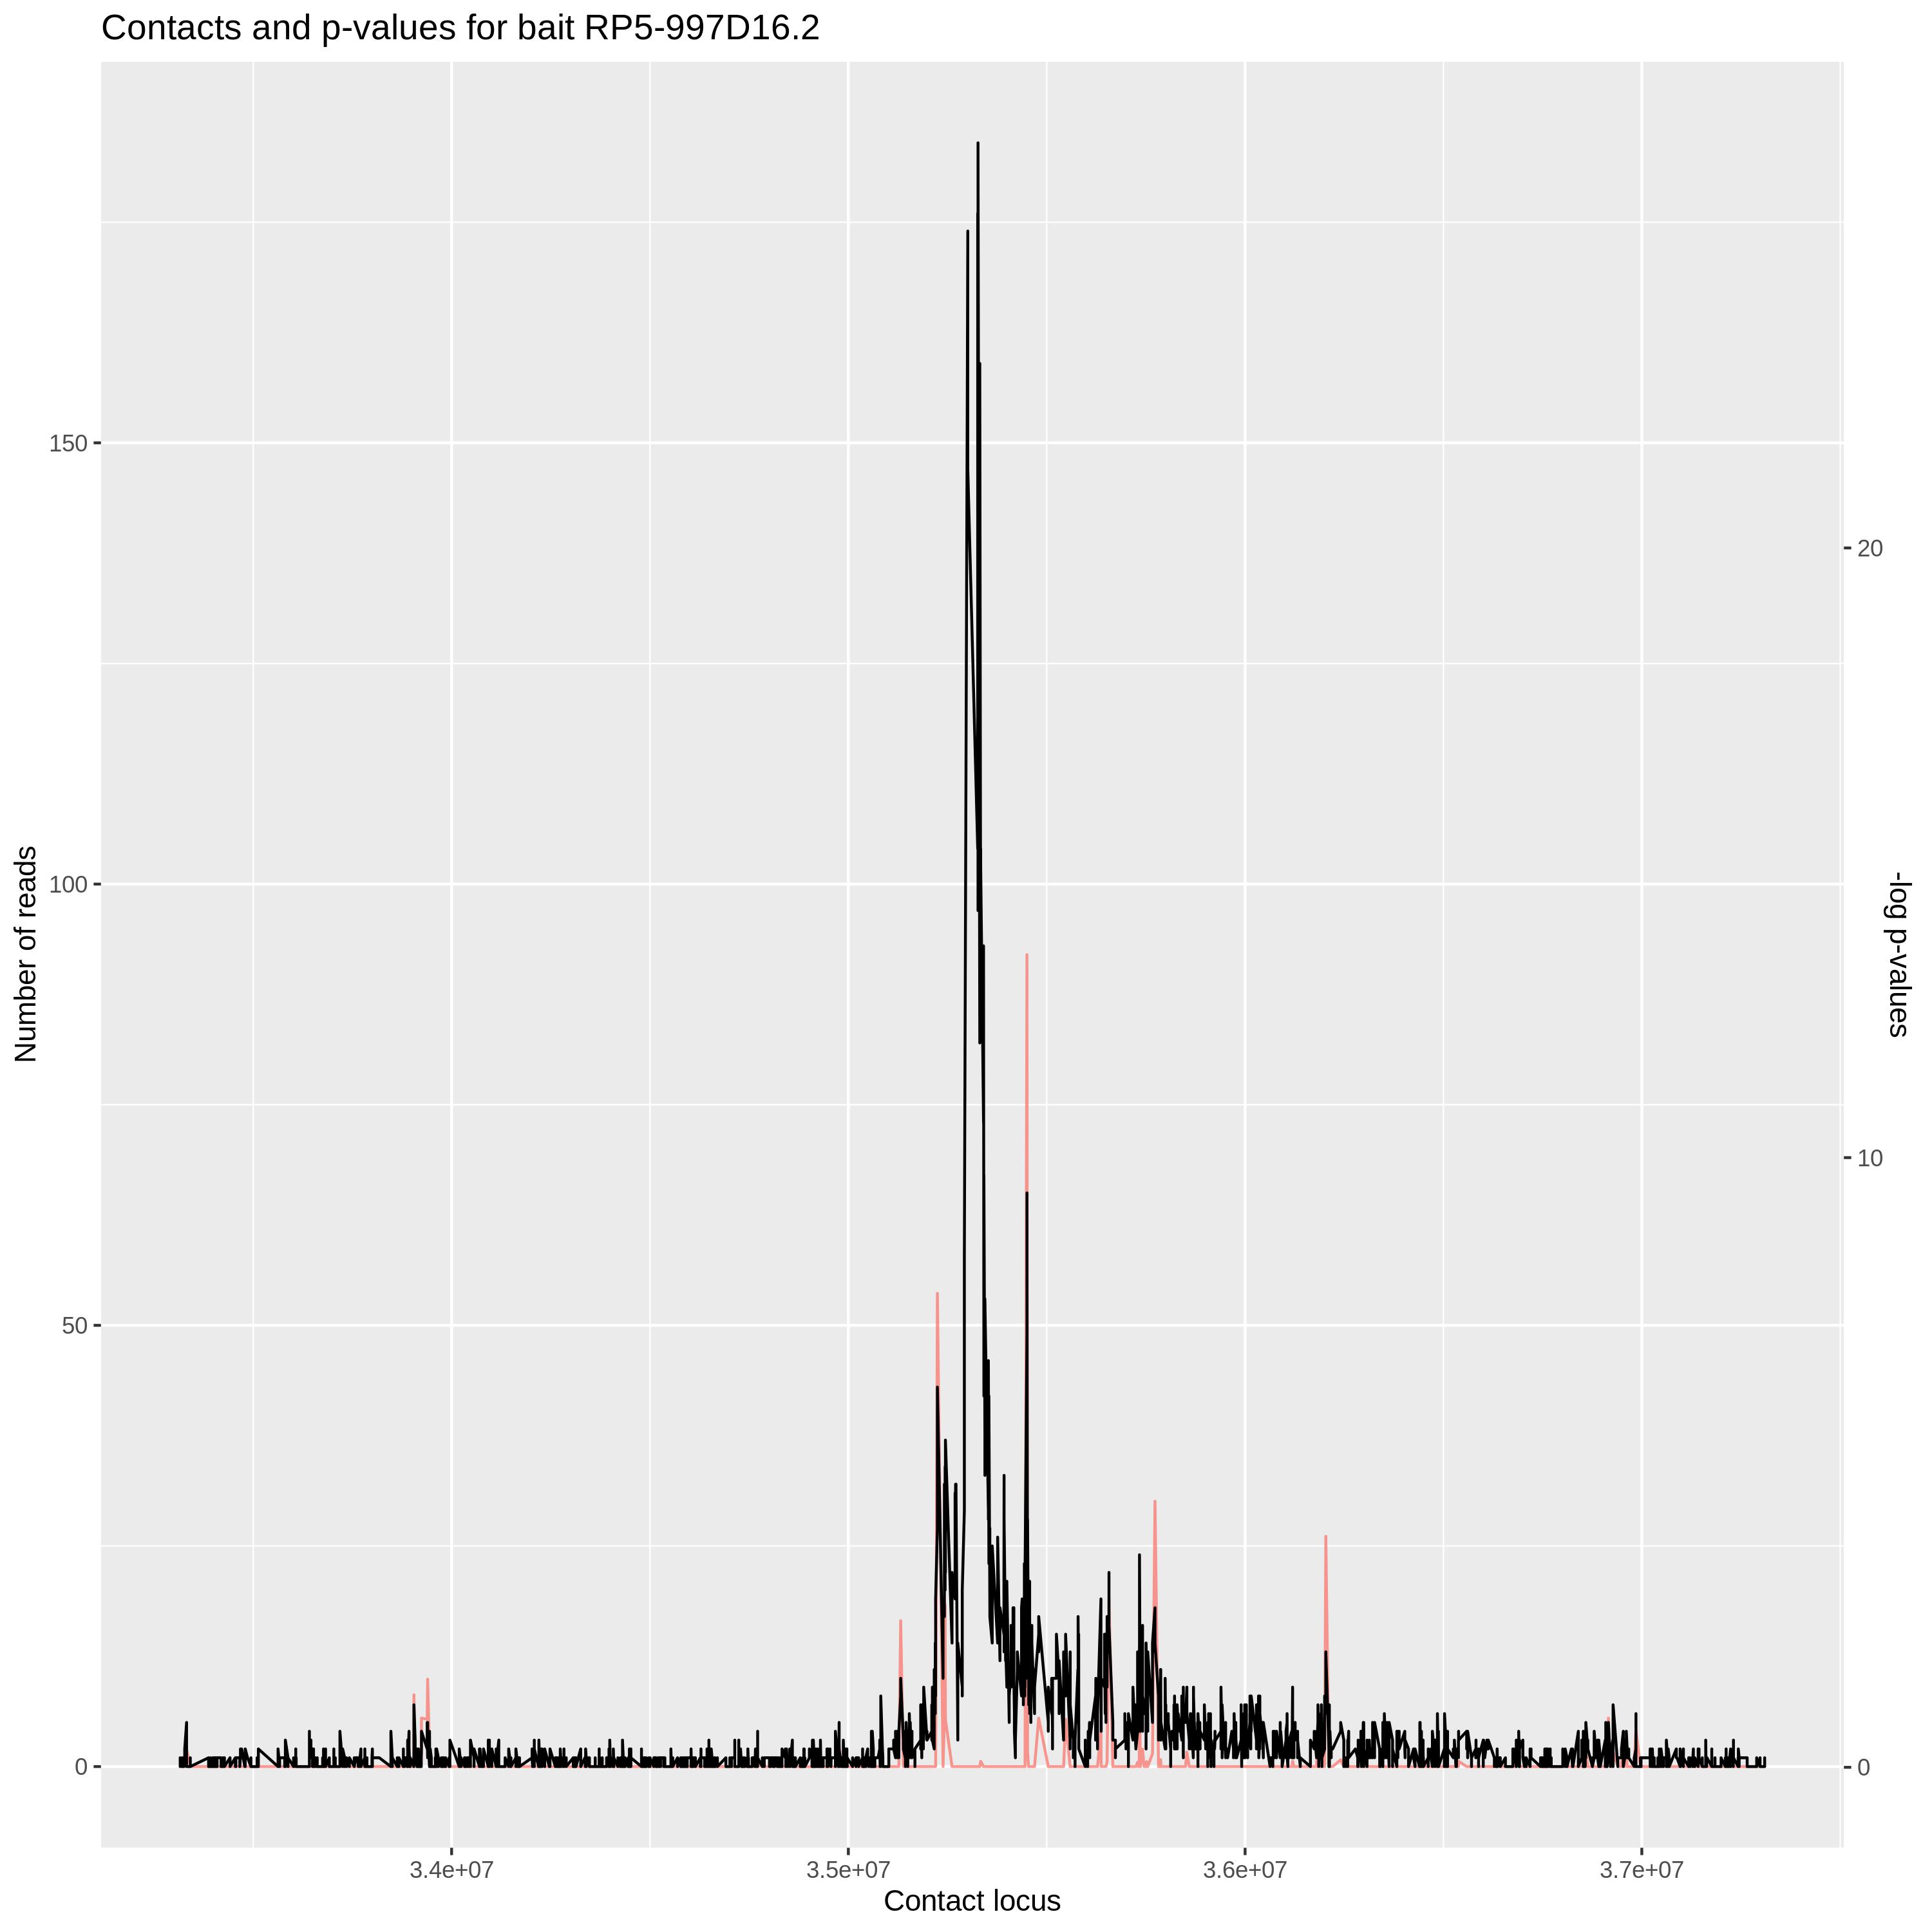 Contacts and p-values for bait RP5-997D16.2
150
100
50
0
20
10
0
Number of reads
-log p-values
3.4e+07
3.5e+07
3.6e+07
3.7e+07
Contact locus